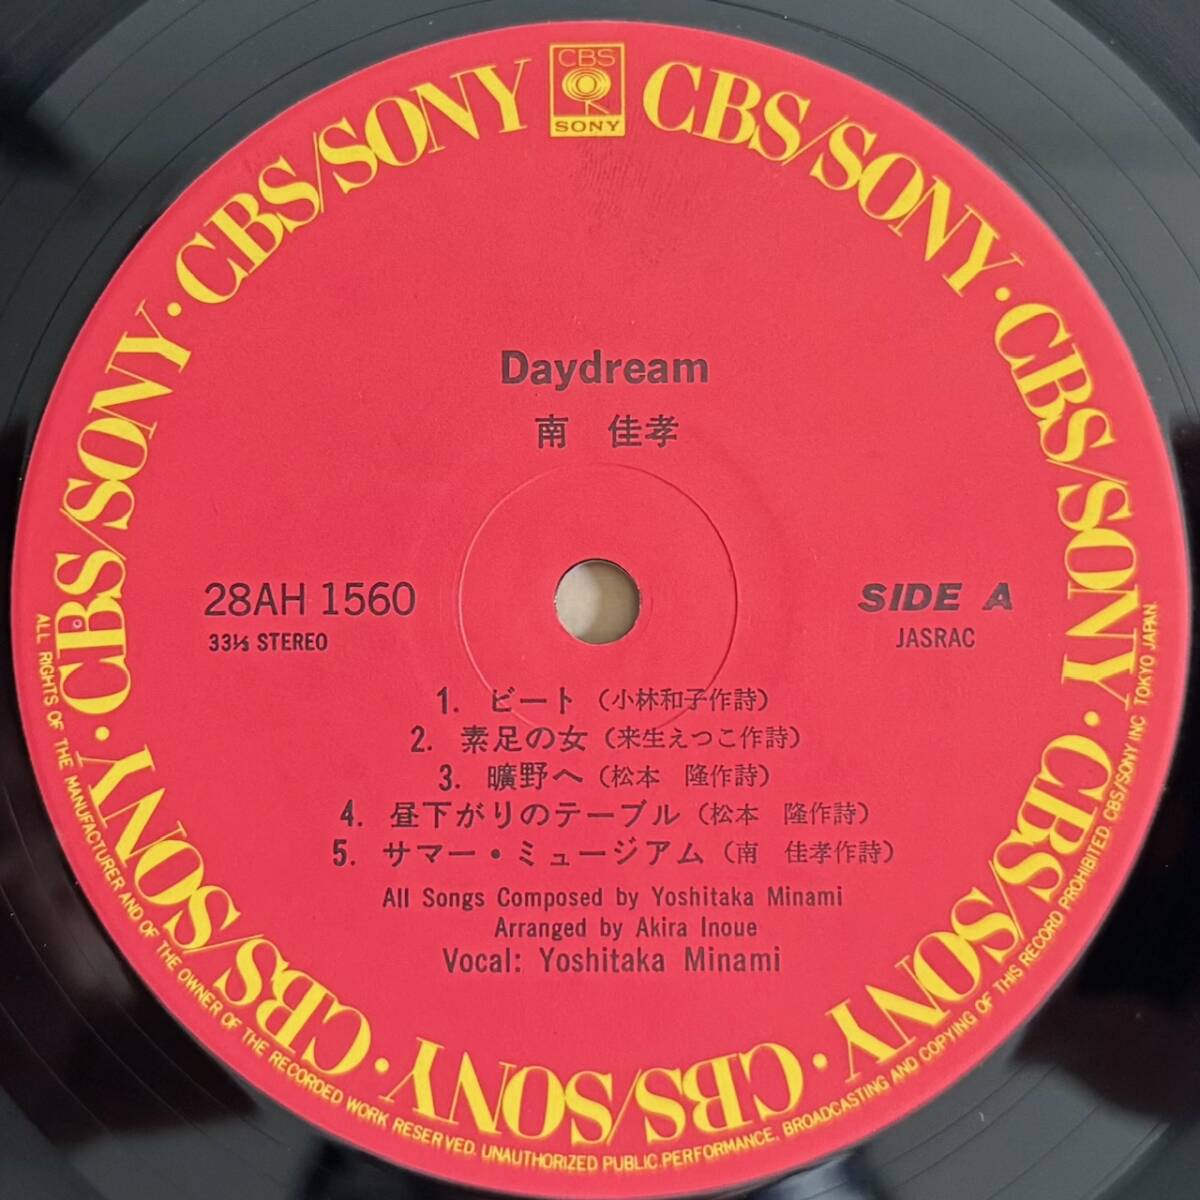 CBS
SONY
CBS/SONY · CBS/SONY · CBS/SONY · CBS/SONY · CBS/SONY · CBS/SONY · CBS/SONY · CBS/SONY
Daydream
南 佳孝
28AH 1560
33⅓ STEREO
SIDE A
JASRAC
1. ビート（小林和子作詩）
2. 素足の女（来生えつこ作詩）
3. 曠野へ（松本 隆作詩）
4. 昼下がりのテーブル（松本 隆作詩）
5. サマー・ミュージアム（南 佳孝作詩）
All Songs Composed by Yoshitaka Minami
Arranged by Akira Inoue
Vocal: Yoshitaka Minami
ALL RIGHTS OF THE MANUFACTURER AND OF THE OWNER OF THE RECORDED WORK RESERVED. UNAUTHORIZED PUBLIC PERFORMANCE, BROADCASTING AND COPYING OF THIS RECORD PROHIBITED. CBS/SONY INC TOKYO JAPAN.